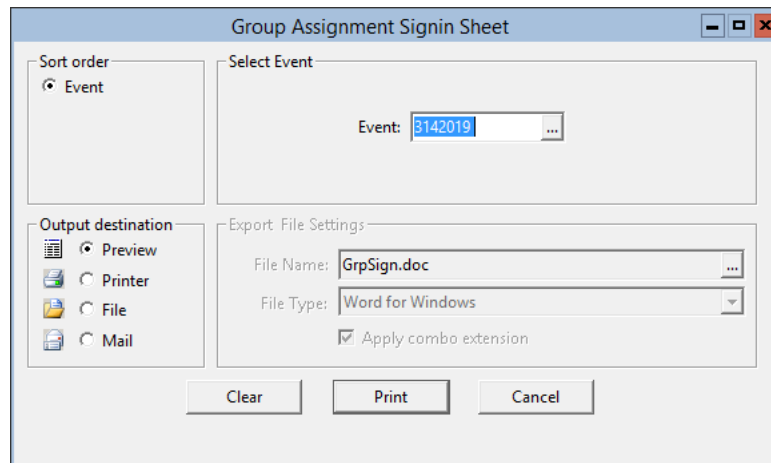 Group Assignment Signin Sheet
Sort order
Event
Select Event
Event: 3142019 ...
Output destination
Preview
Printer
File
Mail
Export File Settings
File Name: GrpSign.doc ...
File Type: Word for Windows
Apply combo extension
Clear Print Cancel